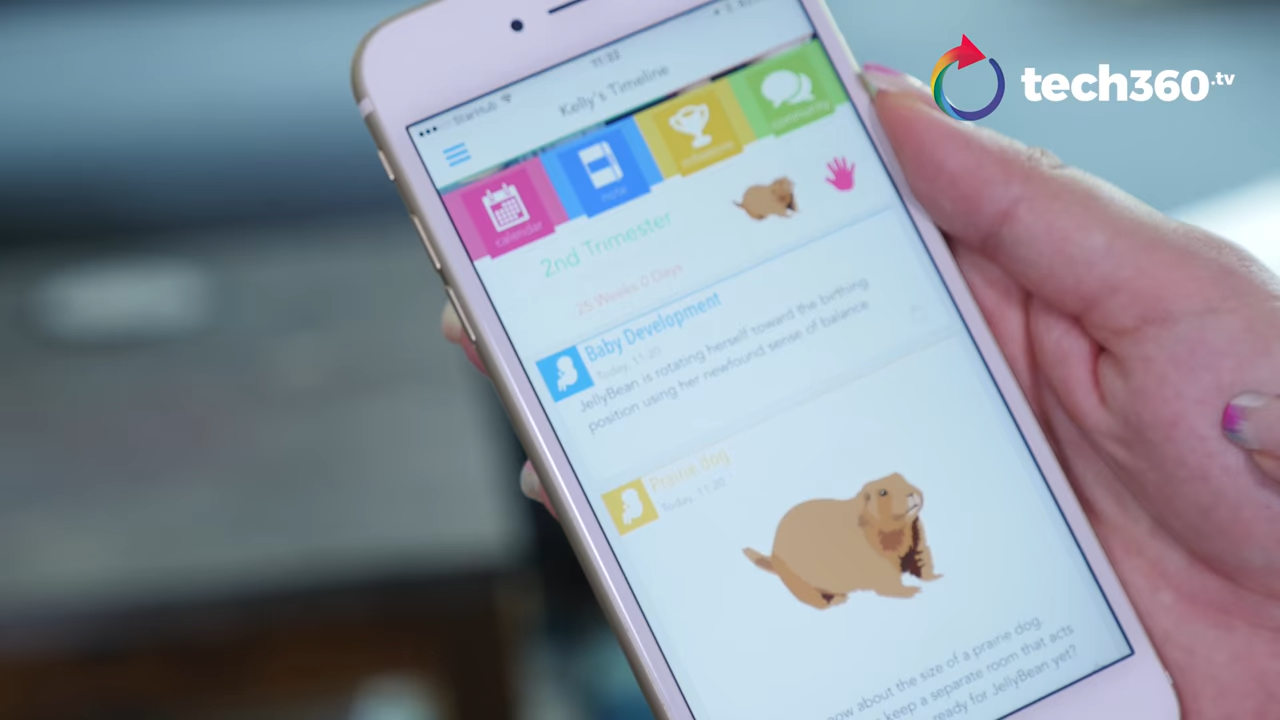 tech360.tv
StarHub
11:32
Kelly's Timeline
calendar
note
community
2nd Trimester
25 Weeks 0 Days
Baby Development
Today, 11:20
JellyBean is rotating herself toward the birthing
position using her newfound sense of balance
Prairie dog
Today, 11:20
now about the size of a prairie dog.
keep a separate room that acts
ready for JellyBean yet?